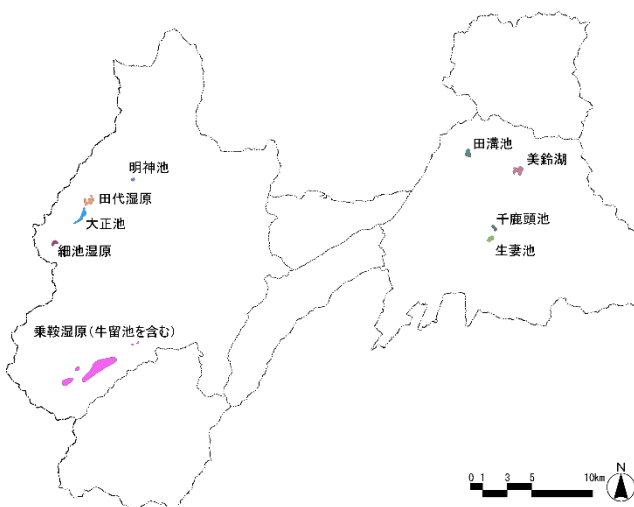 田溝池
美鈴湖
明神池
田代湿原
大正池
千鹿頭池
細池湿原
生妻池
乗鞍湿原(牛留池を含む)
0 1 3 5 10km
N